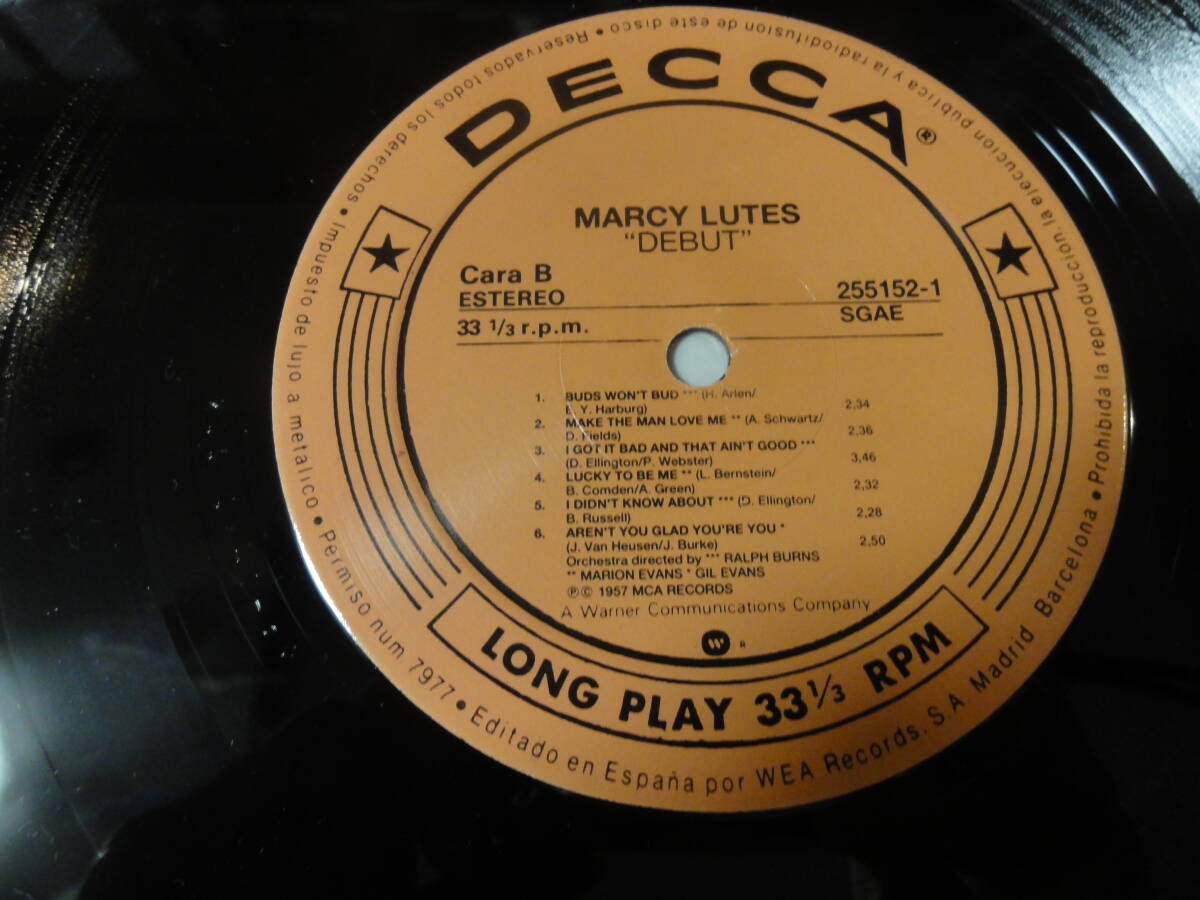 DECCA®
MARCY LUTES
"DEBUT"
Cara B
ESTEREO
33 1/3 r.p.m.
255152-1
SGAE
1. BUDS WON'T BUD *** (H. Arlen/
E. Y. Harburg) 2,34
2. MAKE THE MAN LOVE ME ** (A. Schwartz/
D. Fields) 2,36
3. I GOT IT BAD AND THAT AIN'T GOOD ***
(D. Ellington/P. Webster) 3,46
4. LUCKY TO BE ME ** (L. Bernstein/
B. Comden/A. Green) 2,32
5. I DIDN'T KNOW ABOUT *** (D. Ellington/
B. Russell) 2,28
6. AREN'T YOU GLAD YOU'RE YOU *
(J. Van Heusen/J. Burke) 2,50
Orchestra directed by *** RALPH BURNS
** MARION EVANS * GIL EVANS
℗© 1957 MCA RECORDS
A Warner Communications Company
R
LONG PLAY 33 1/3 RPM
Reservados todos los derechos • Impuesto de lujo a metalico • Permiso num 7977 • Editado en España por WEA Records, S.A Madrid Barcelona • Prohibida la reproduccion, la ejecucion publica y la radiodifusion de este disco •